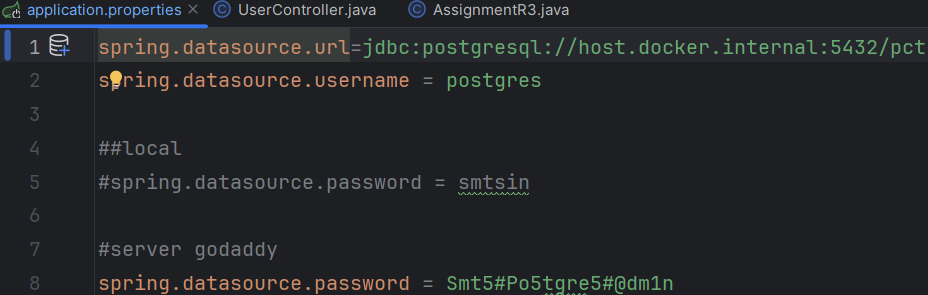 application.properties UserController.java AssignmentR3.java
1 spring.datasource.url=jdbc:postgresql://host.docker.internal:5432/pct
2 spring.datasource.username = postgres
3
4 ##local
5 #spring.datasource.password = smtsin
6
7 #server godaddy
8 spring.datasource.password = Smt5#Po5tgre5#@dm1n